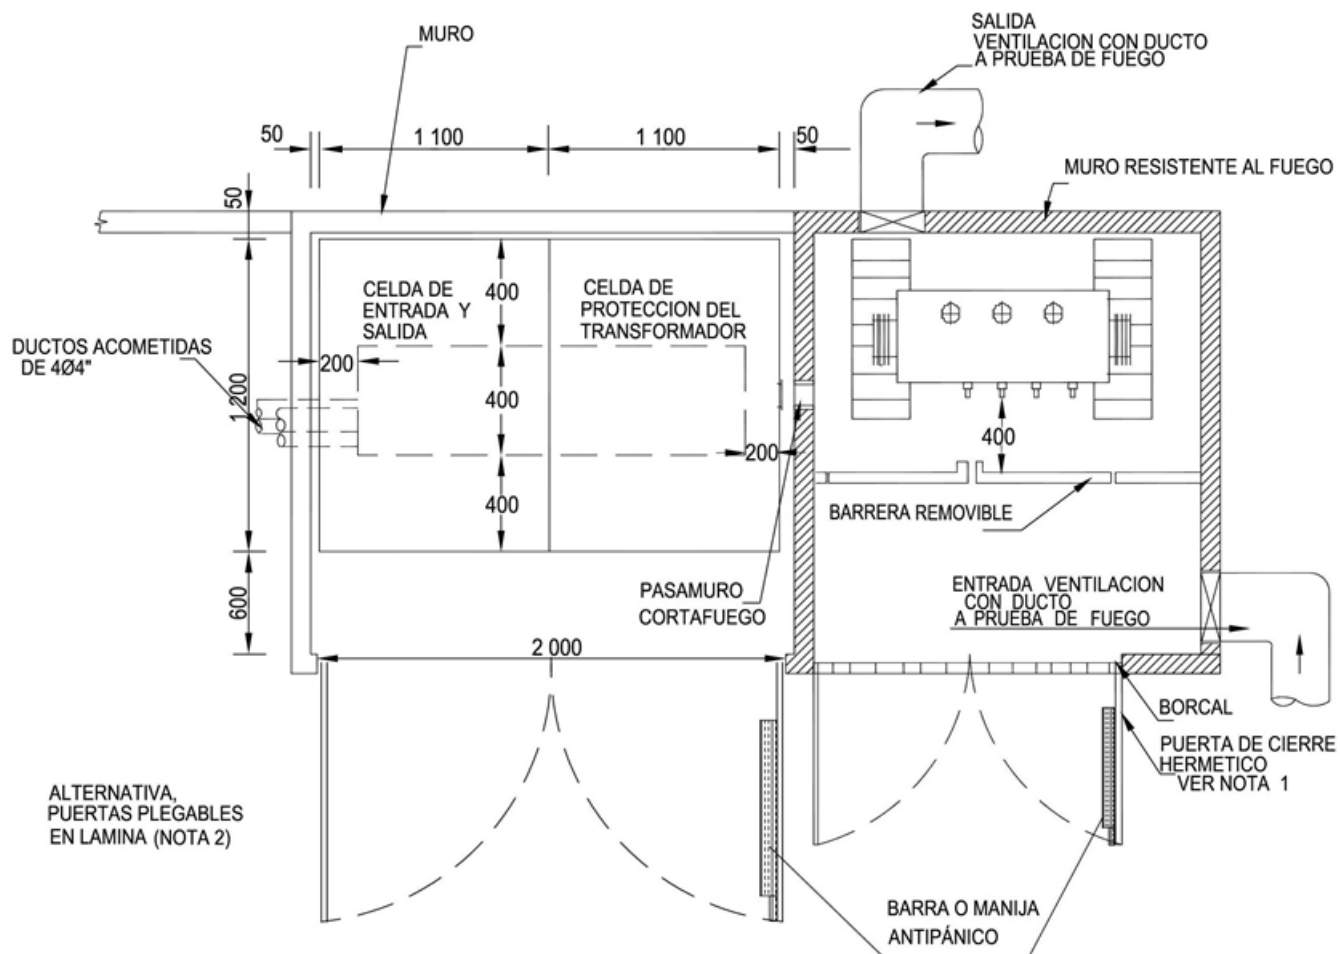 SALIDA
VENTILACION CON DUCTO
A PRUEBA DE FUEGO
MURO
50
1 100
1 100
50
MURO RESISTENTE AL FUEGO
50
CELDA DE
ENTRADA Y
SALIDA
400
CELDA DE
PROTECCION DEL
TRANSFORMADOR
DUCTOS ACOMETIDAS
DE 4Ø4"
200
1 200
400
400
200
400
BARRERA REMOVIBLE
PASAMURO
CORTAFUEGO
ENTRADA VENTILACION
CON DUCTO
A PRUEBA DE FUEGO
600
2 000
BORCAL
PUERTA DE CIERRE
HERMETICO
VER NOTA 1
ALTERNATIVA,
PUERTAS PLEGABLES
EN LAMINA (NOTA 2)
BARRA O MANIJA
ANTIPÁNICO